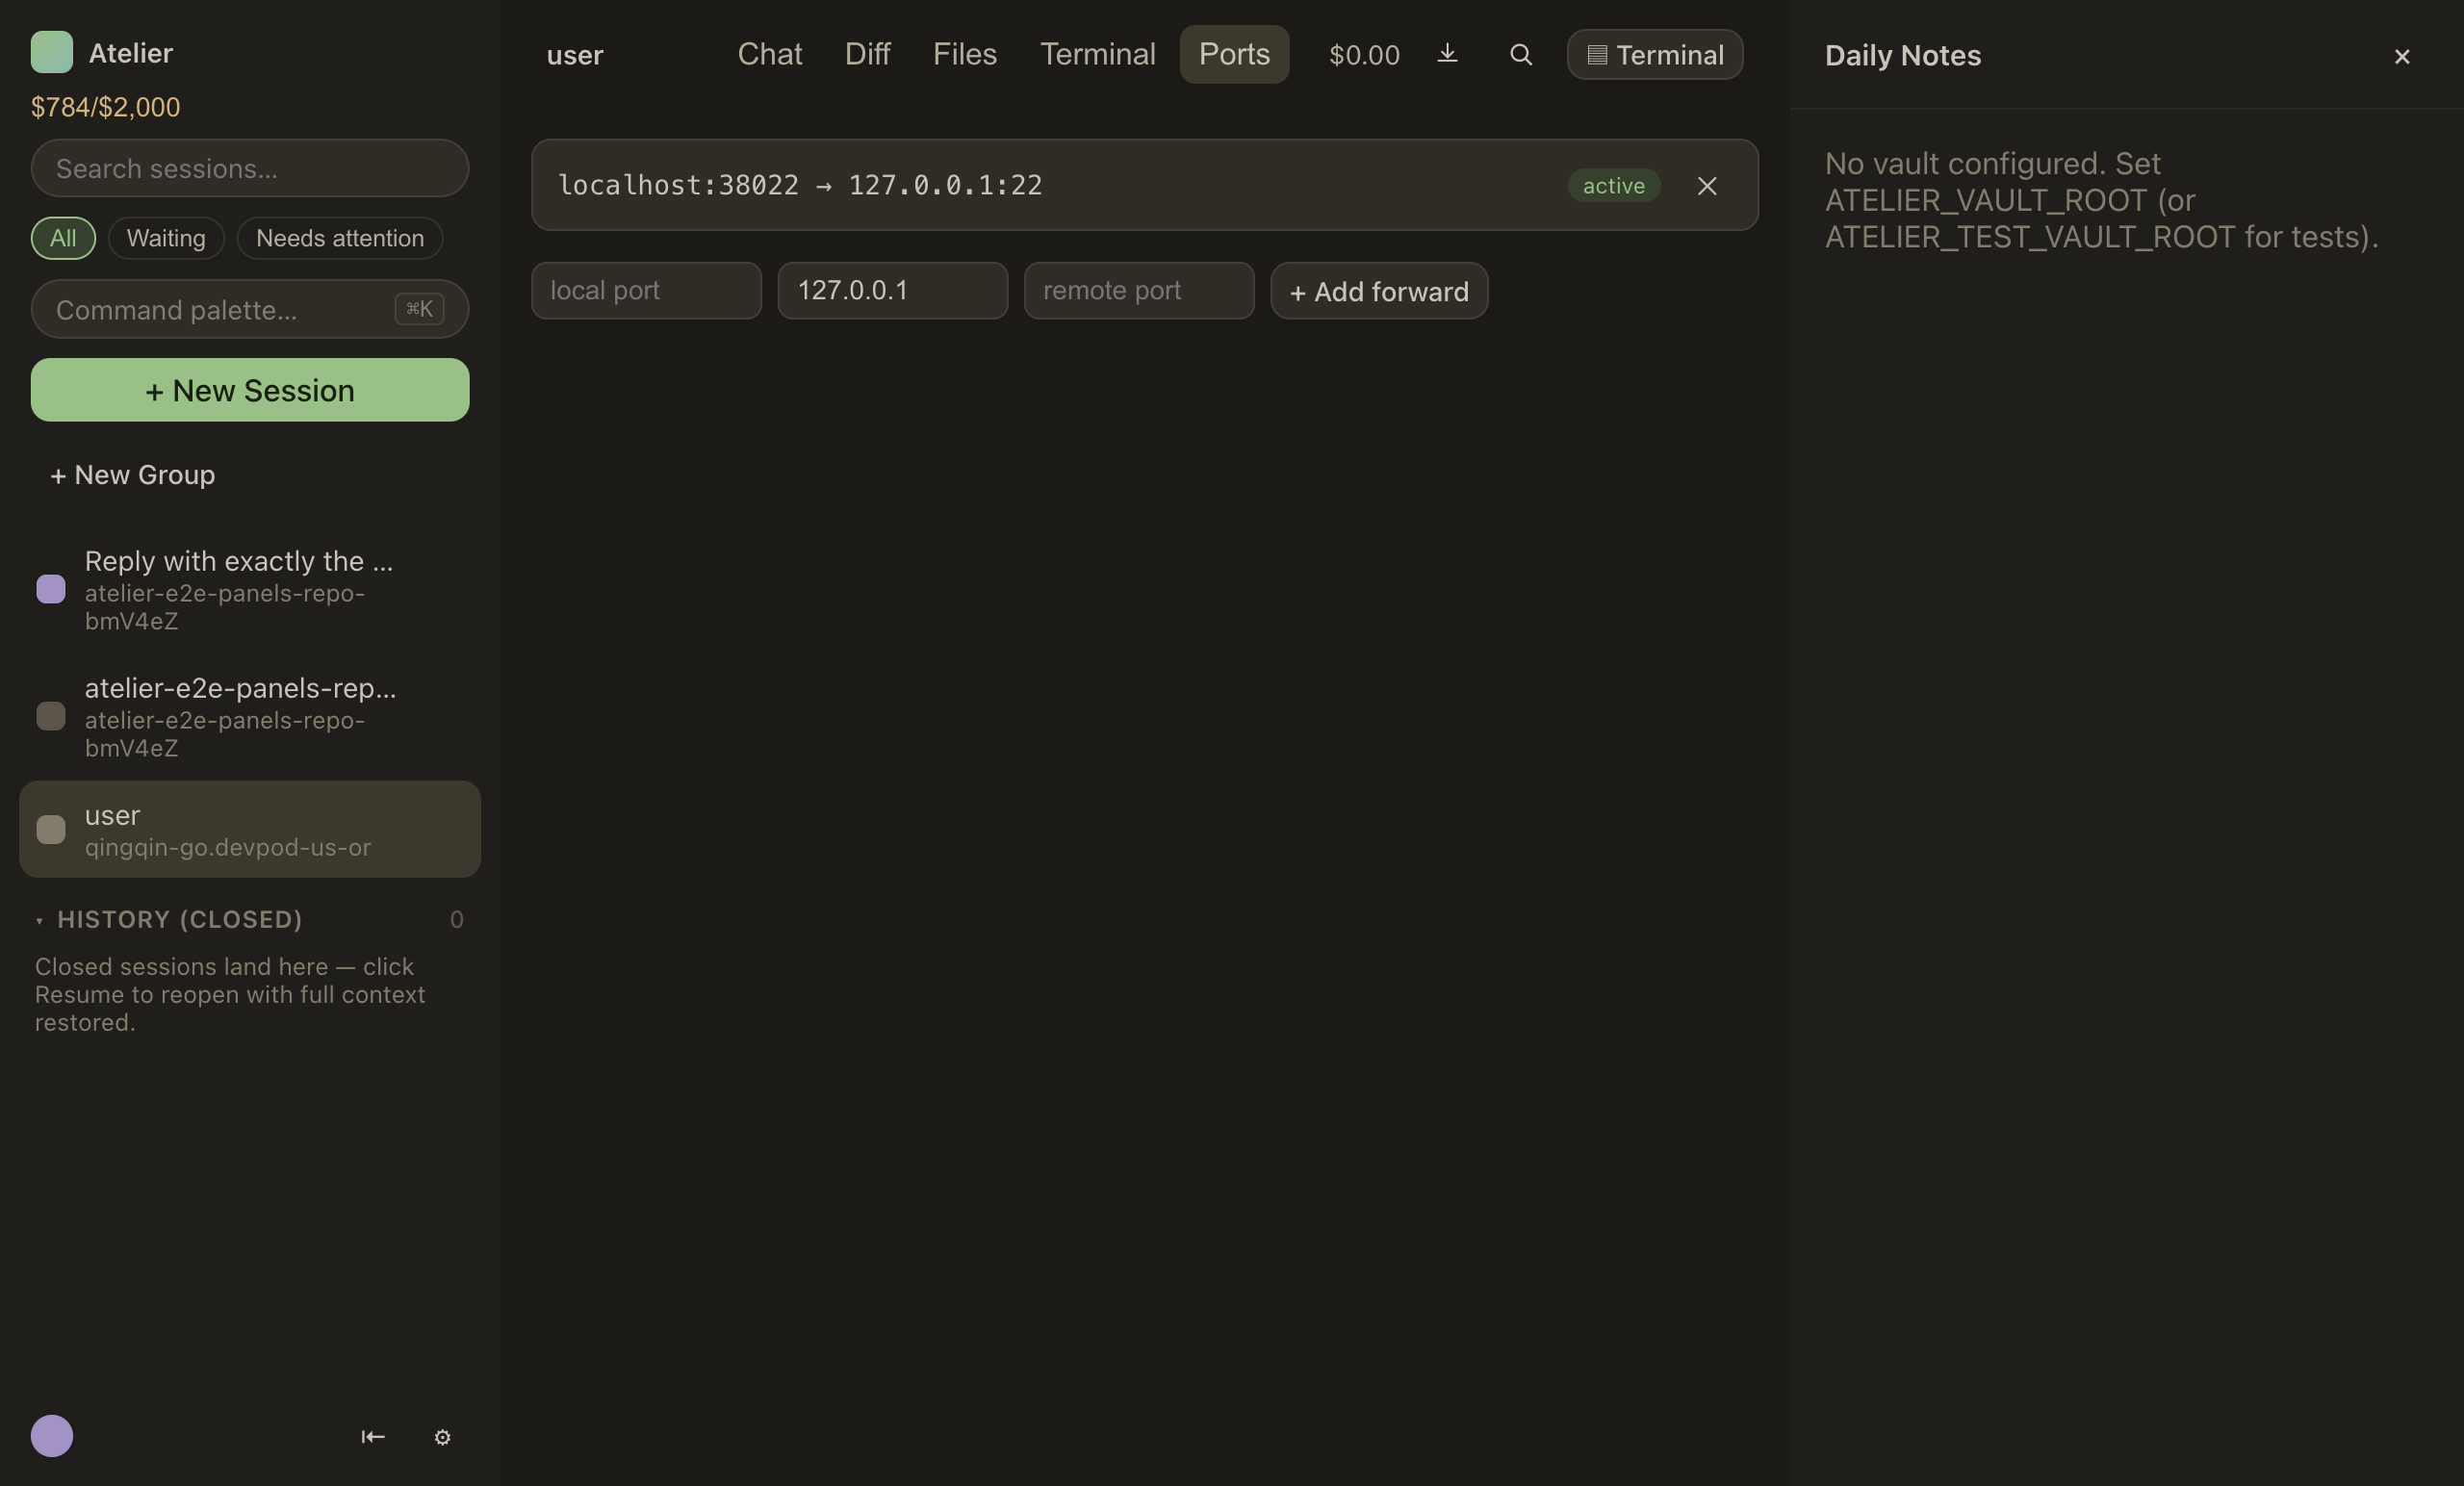 Atelier
$784/$2,000
Search sessions...
All
Waiting
Needs attention
Command palette...
⌘K
+ New Session
+ New Group
Reply with exactly the ...
atelier-e2e-panels-repo-
bmV4eZ
atelier-e2e-panels-rep...
atelier-e2e-panels-repo-
bmV4eZ
user
qingqin-go.devpod-us-or
HISTORY (CLOSED)
0
Closed sessions land here — click
Resume to reopen with full context
restored.
user
Chat
Diff
Files
Terminal
Ports
$0.00
Terminal
localhost:38022 → 127.0.0.1:22
active
local port
127.0.0.1
remote port
+ Add forward
Daily Notes
No vault configured. Set
ATELIER_VAULT_ROOT (or
ATELIER_TEST_VAULT_ROOT for tests).